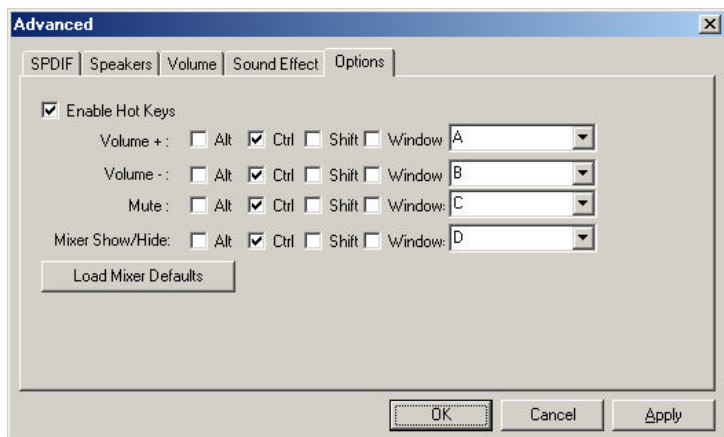 Advanced
SPDIF Speakers Volume Sound Effect Options
Enable Hot Keys
Volume + : Alt Ctrl Shift Window A
Volume - : Alt Ctrl Shift Window B
Mute : Alt Ctrl Shift Window: C
Mixer Show/Hide: Alt Ctrl Shift Window: D
Load Mixer Defaults
OK Cancel Apply